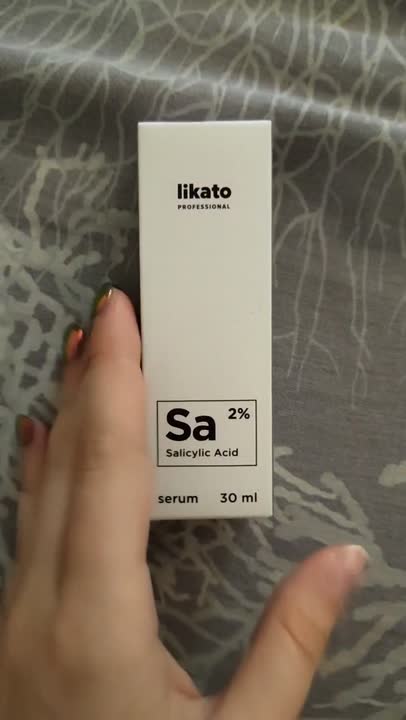 likato
PROFESSIONAL
Sa 2%
Salicylic Acid
serum 30 ml